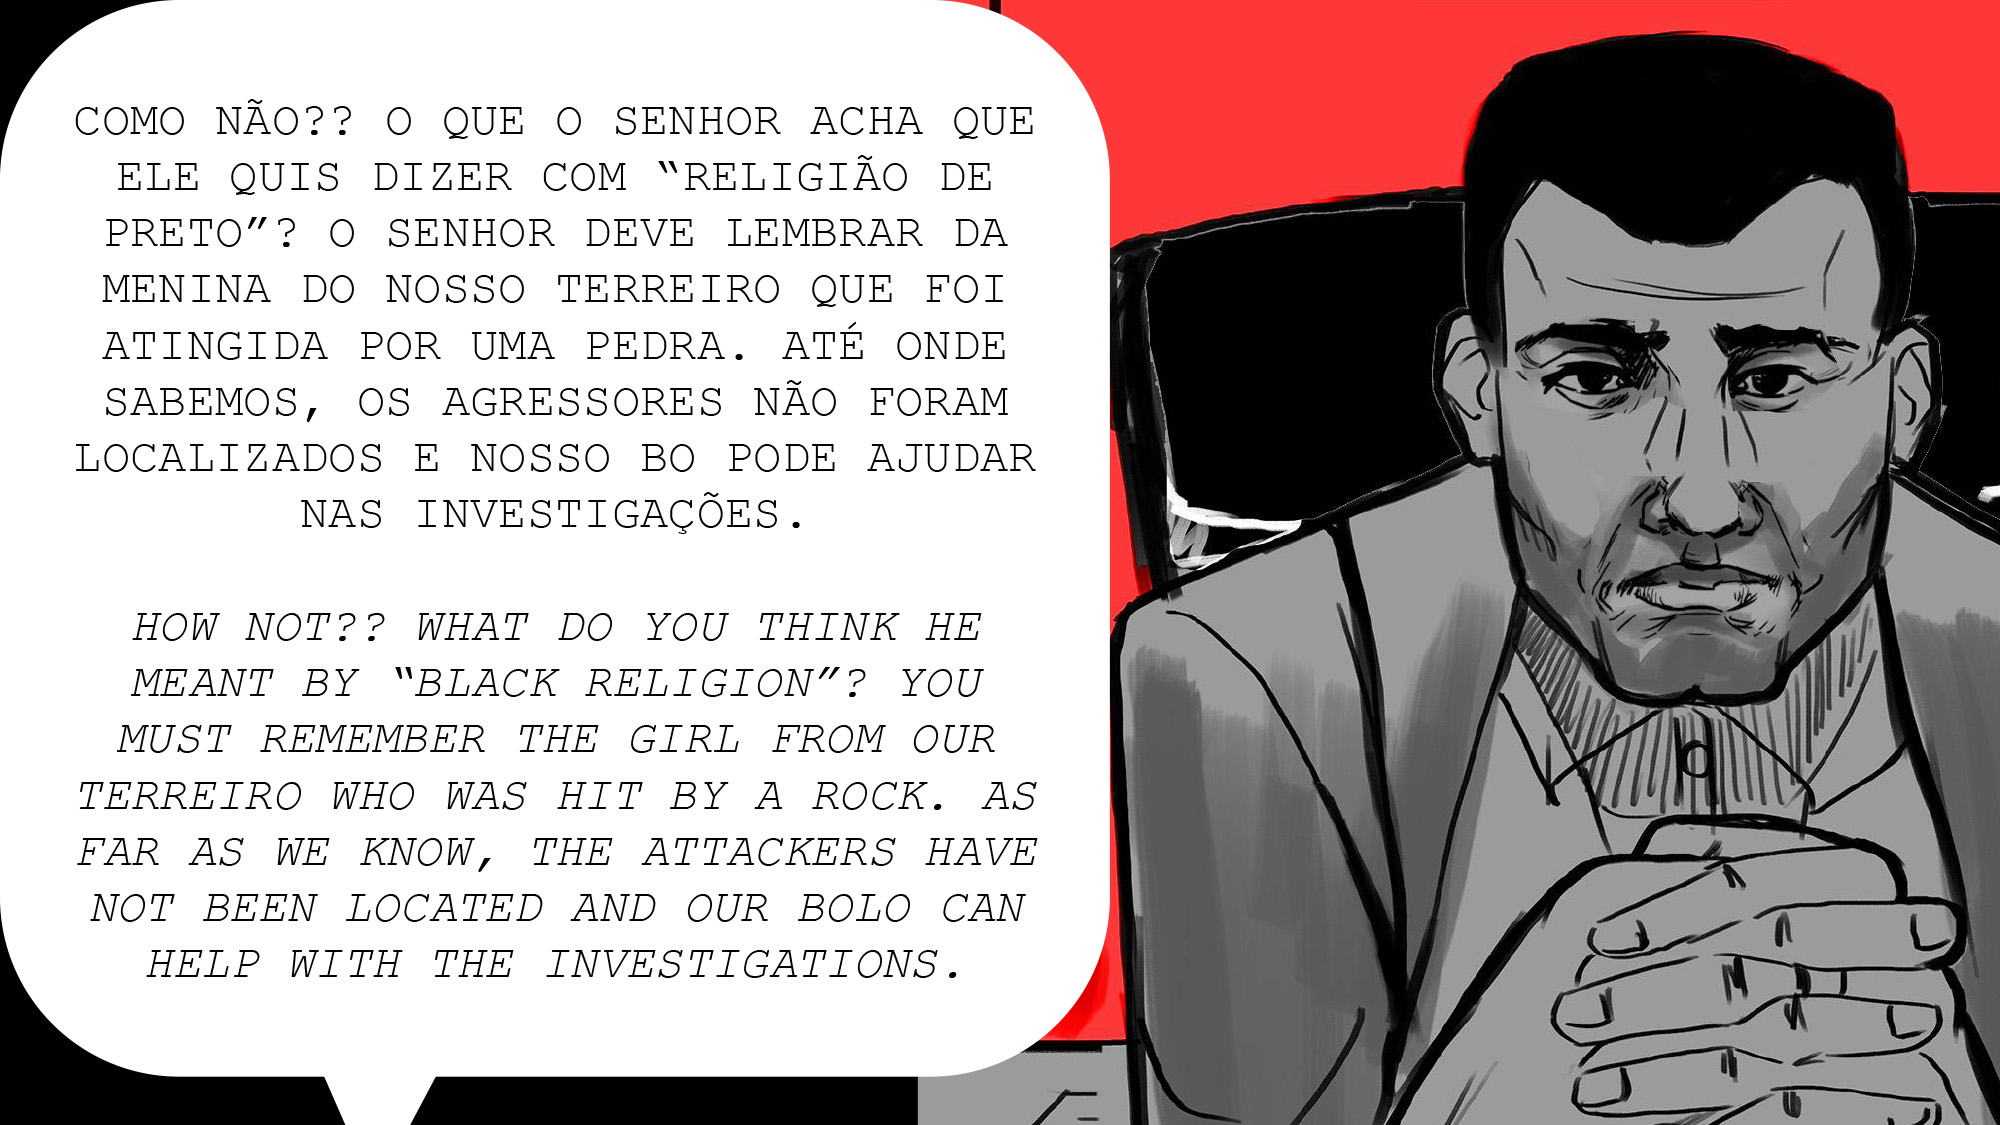 COMO NÃO?? O QUE O SENHOR ACHA QUE
ELE QUIS DIZER COM “RELIGIÃO DE
PRETO”? O SENHOR DEVE LEMBRAR DA
MENINA DO NOSSO TERREIRO QUE FOI
ATINGIDA POR UMA PEDRA. ATÉ ONDE
SABEMOS, OS AGRESSORES NÃO FORAM
LOCALIZADOS E NOSSO BO PODE AJUDAR
NAS INVESTIGAÇÕES.
HOW NOT?? WHAT DO YOU THINK HE
MEANT BY “BLACK RELIGION”? YOU
MUST REMEMBER THE GIRL FROM OUR
TERREIRO WHO WAS HIT BY A ROCK. AS
FAR AS WE KNOW, THE ATTACKERS HAVE
NOT BEEN LOCATED AND OUR BOLO CAN
HELP WITH THE INVESTIGATIONS.